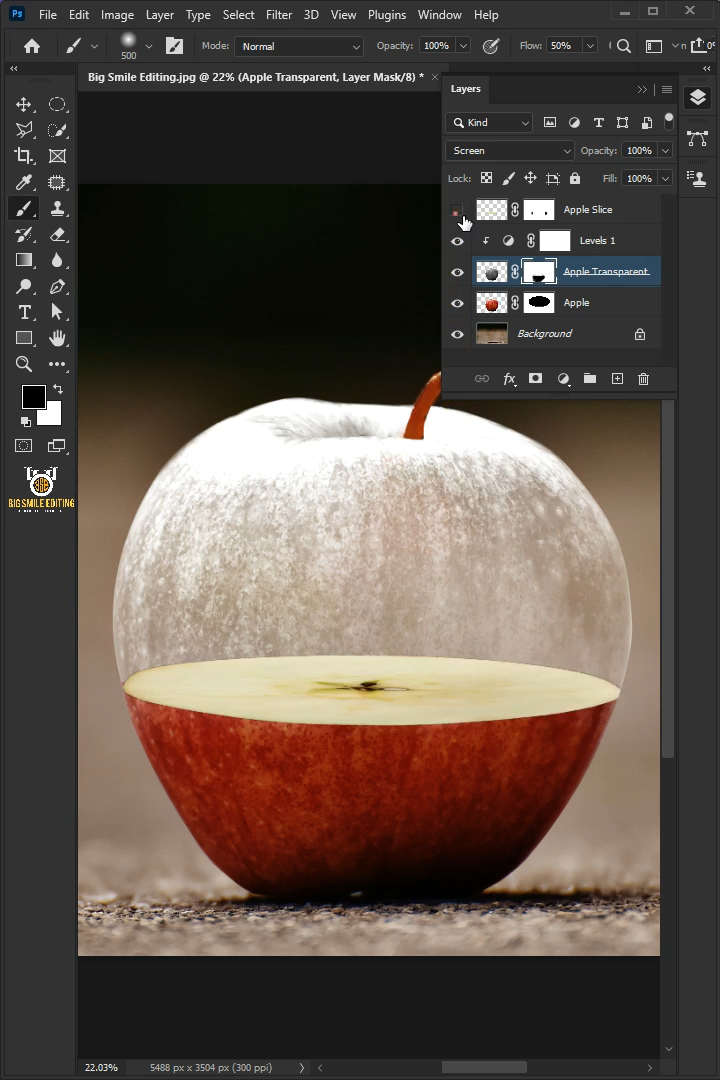 Ps File Edit Image Layer Type Select Filter 3D View Plugins Window Help
500 Mode: Normal Opacity: 100% Flow: 50% 0°
Big Smile Editing.jpg @ 22% (Apple Transparent, Layer Mask/8) *
Layers
Kind
Screen Opacity: 100%
Lock: Fill: 100%
Apple Slice
Levels 1
Apple Transparent
Apple
Background
fx
BIG SMILE EDITING
22.03% 5488 px x 3504 px (300 ppi)